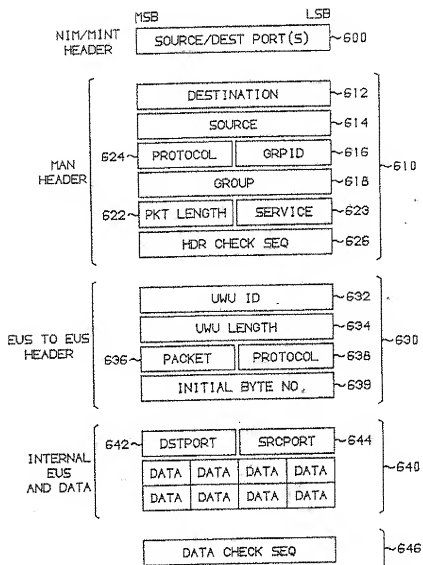 MSB LSB
NIM/MINT HEADER SOURCE/DEST PORT(S) 600
DESTINATION 612
SOURCE 614
624 PROTOCOL GRPID 616
MAN HEADER 610
GROUP 618
622 PKT LENGTH SERVICE 623
HDR CHECK SEQ 626
UWU ID 632
UWU LENGTH 634
EUS TO EUS HEADER 630
636 PACKET PROTOCOL 638
INITIAL BYTE NO. 639
642 DSTPORT SRCPORT 644
INTERNAL EUS AND DATA 640
DATA DATA DATA DATA
DATA DATA DATA DATA
DATA CHECK SEQ 646